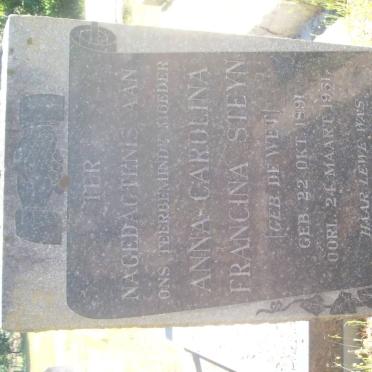 TER
NAGEDAGTENIS VAN
ONS TEERBEMINDE MOEDER
ANNA CAROLINA
FRANCINA STEYN
(GEB. DE WET)
GEB. 22 OKT. 1891
OORL. 24 MAART 1951.
HAAR LEWE WAS